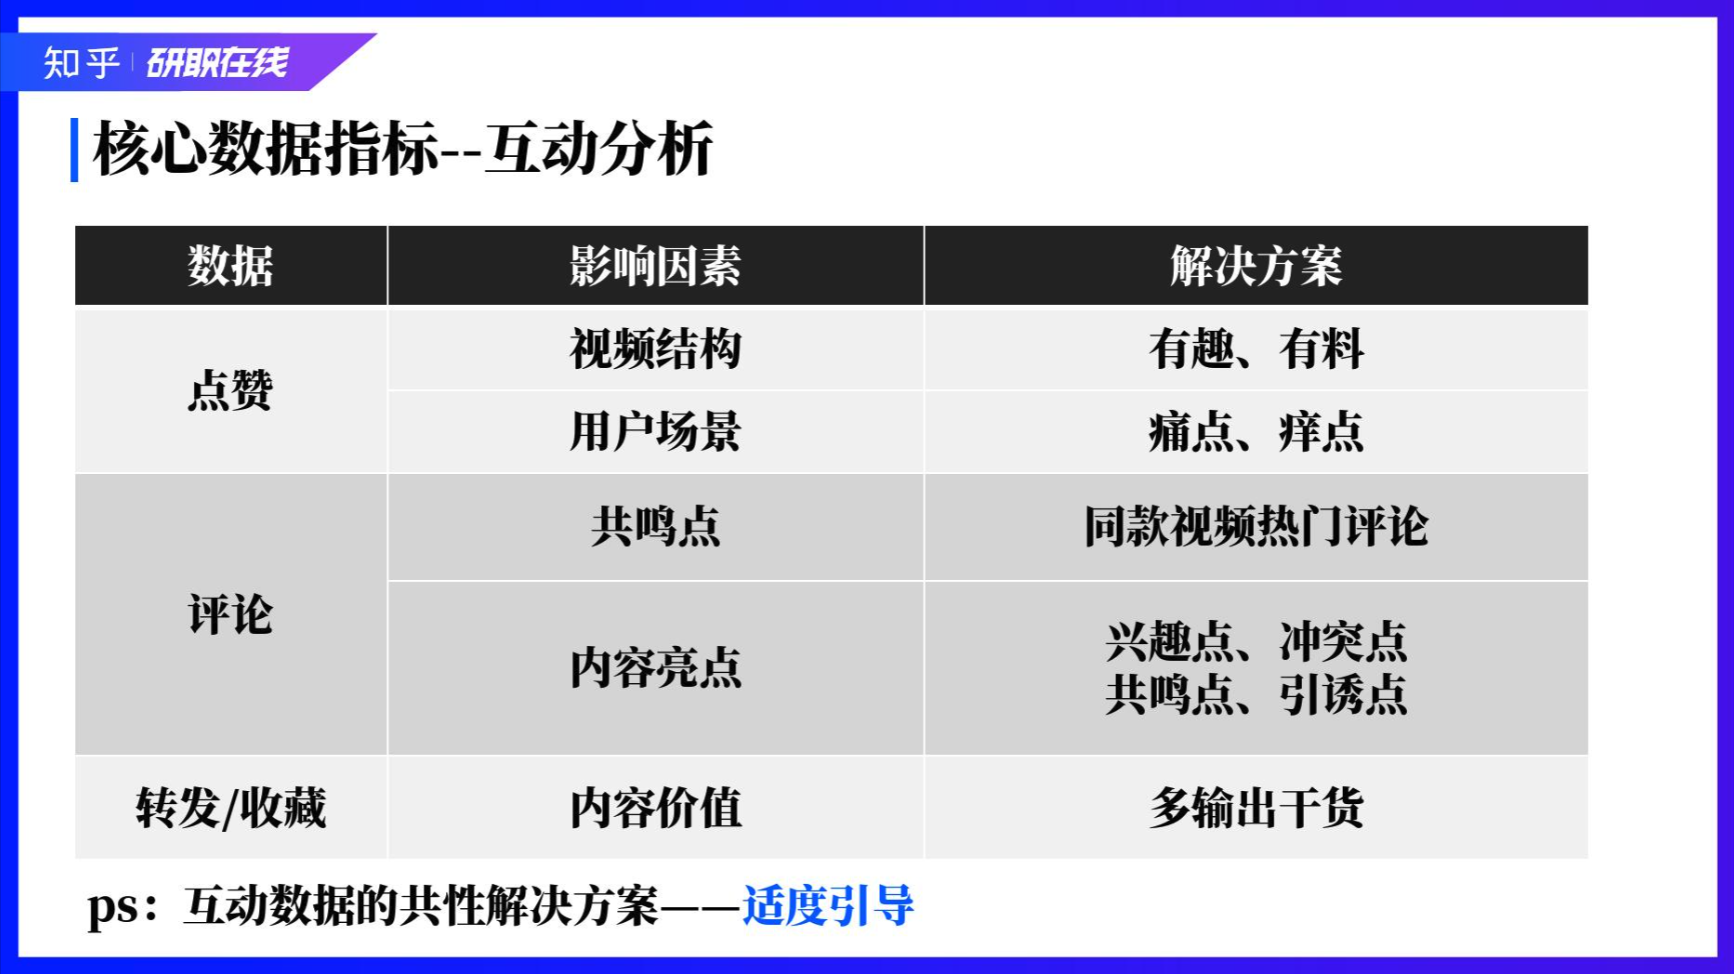 知乎 研职在线
核心数据指标--互动分析
数据 影响因素 解决方案
点赞 视频结构 有趣、有料
用户场景 痛点、痒点
评论 共鸣点 同款视频热门评论
内容亮点 兴趣点、冲突点
共鸣点、引诱点
转发/收藏 内容价值 多输出干货
ps：互动数据的共性解决方案——适度引导